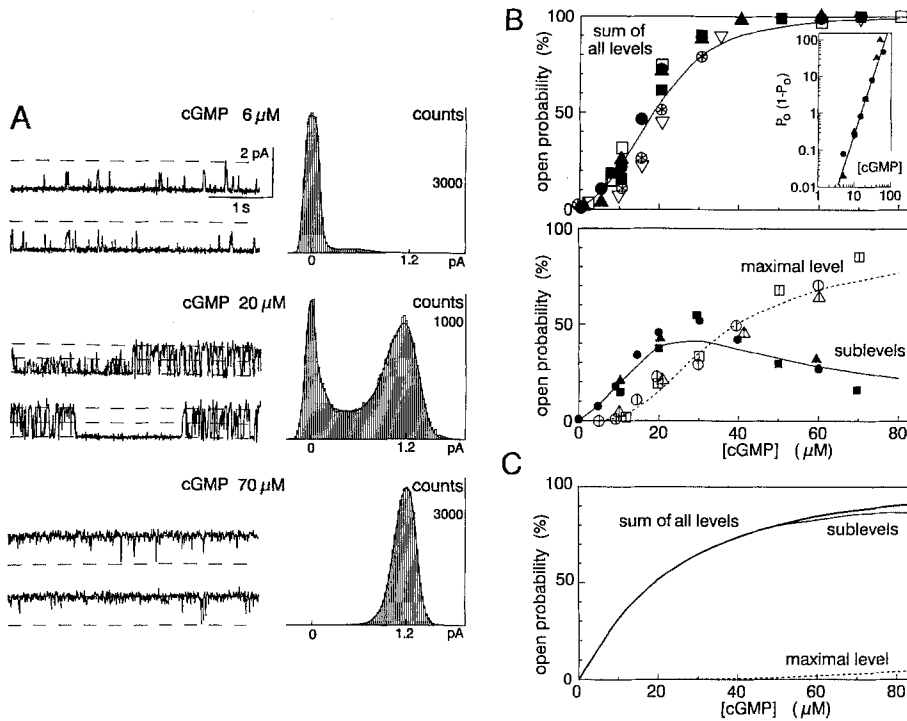 A
cGMP 6 μM
2 pA
1 s
counts
3000
0
1.2
pA
cGMP 20 μM
counts
1000
0
1.2
pA
cGMP 70 μM
counts
3000
0
1.2
pA
B
open probability (%)
100
50
0
sum of
all levels
Po (1-Po)
100
10
1
0.1
0.01
[cGMP]
1
10
100
open probability (%)
100
50
0
maximal level
sublevels
0
20
40
60
80
[cGMP] (μM)
C
open probability (%)
100
50
0
sum of all levels
sublevels
maximal level
0
20
40
60
80
[cGMP] (μM)